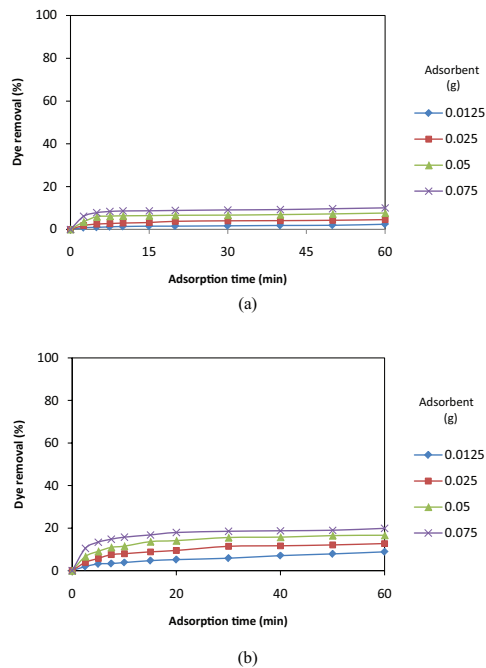 100
80
60
40
20
0
Dye removal (%)
0 15 30 45 60
Adsorption time (min)
Adsorbent
(g)
0.0125
0.025
0.05
0.075
(a)
100
80
60
40
20
0
Dye removal (%)
0 20 40 60
Adsorption time (min)
Adsorbent
(g)
0.0125
0.025
0.05
0.075
(b)